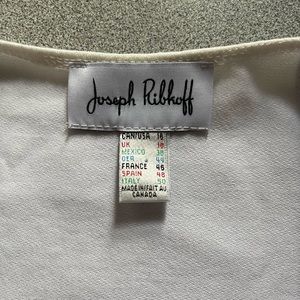 Joseph Ribkoff
CAN/USA 16
UK 18
MEXICO 38
GER 44
FRANCE 46
SPAIN 48
ITALY 50
MADE IN/FAIT AU
CANADA